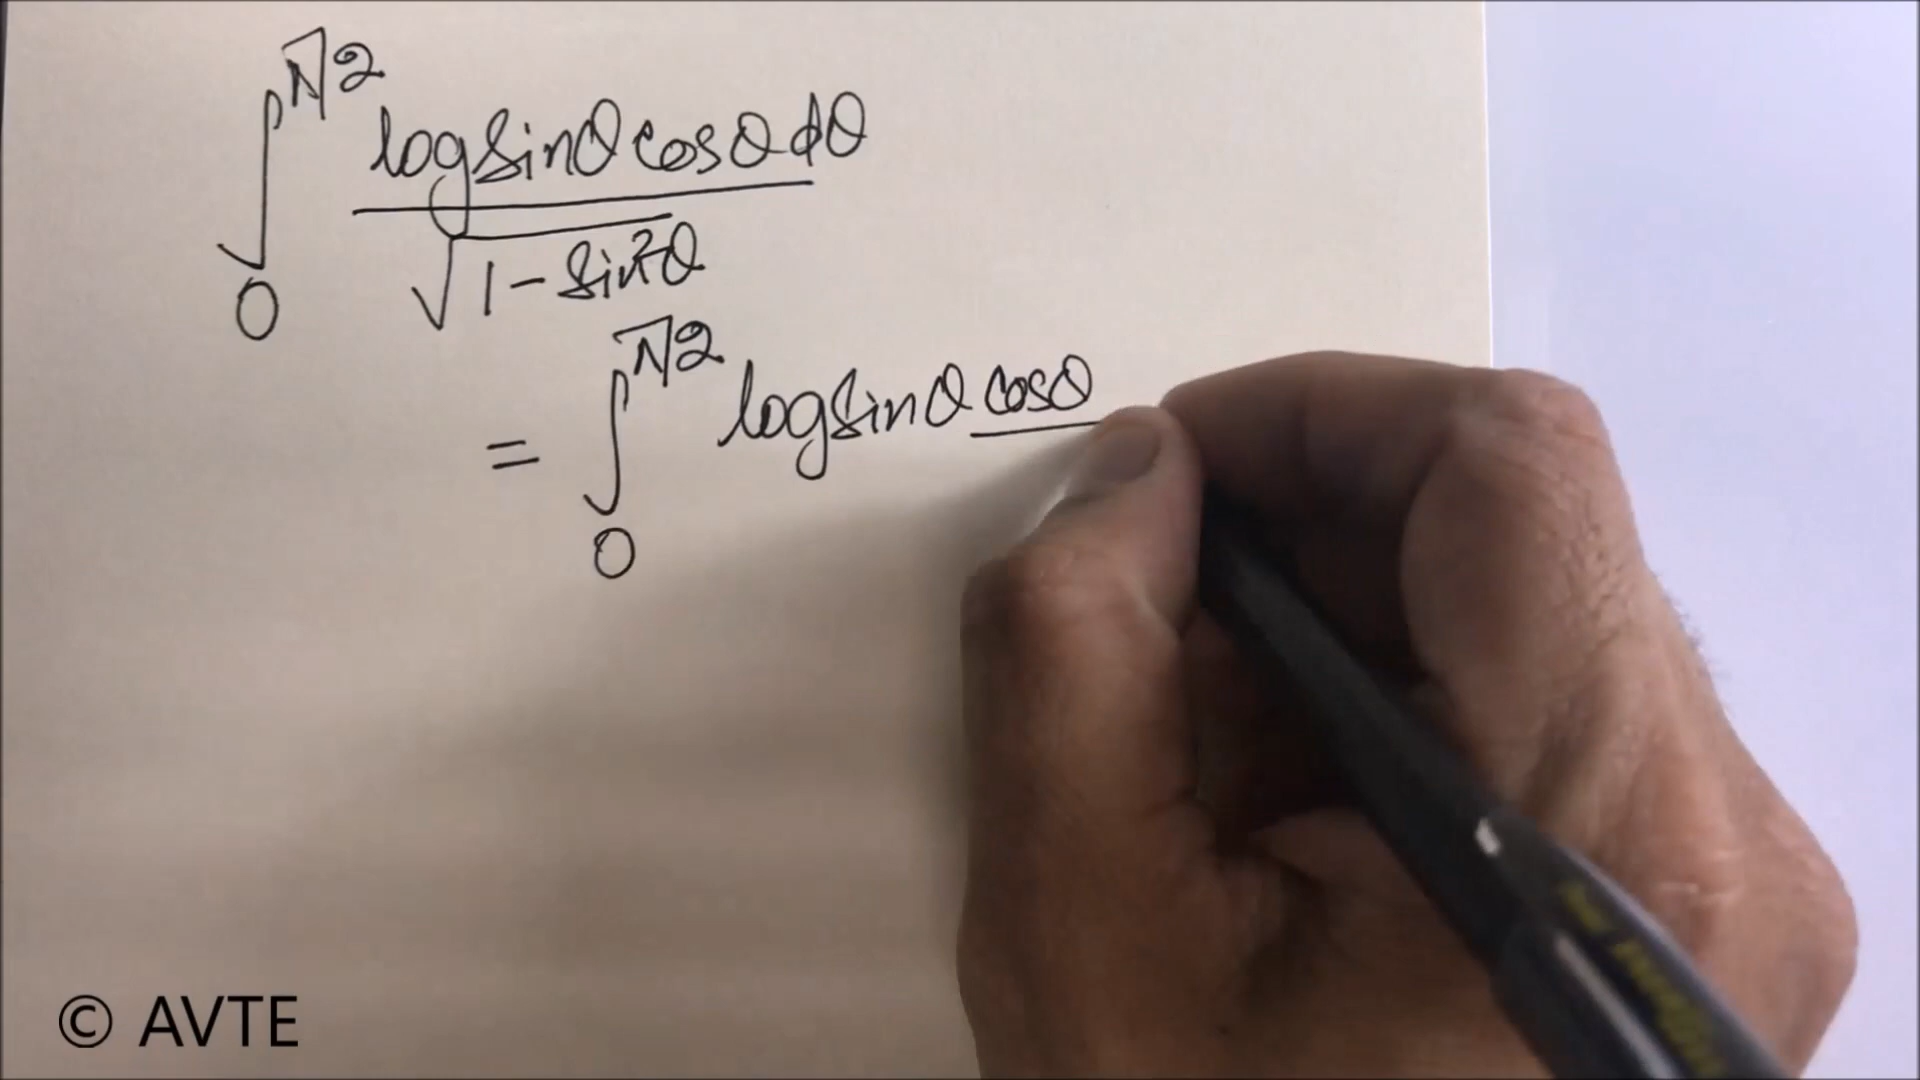 ∫₀^π/2 log sinθ cosθ dθ / √(1 - sin²θ)
= ∫₀^π/2 log sinθ cosθ
© AVTE